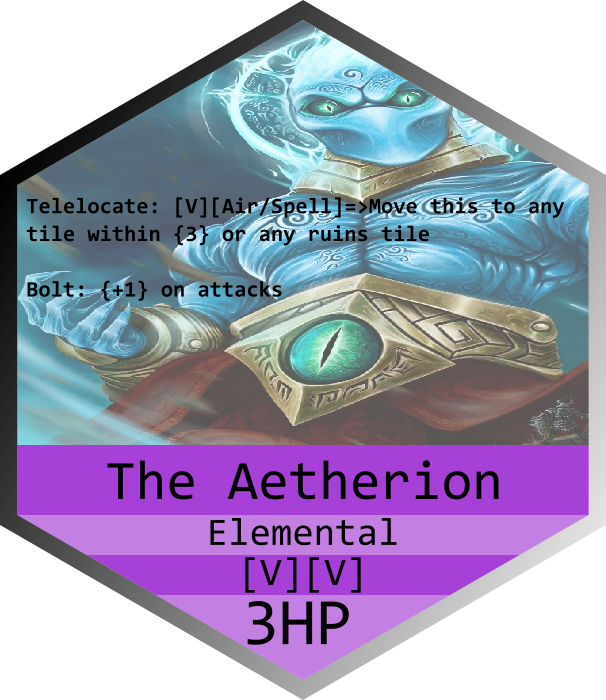 Telelocate: [V][Air/Spell]=>Move this to any
tile within {3} or any ruins tile
Bolt: {+1} on attacks
The Aetherion
Elemental
[V][V]
3HP